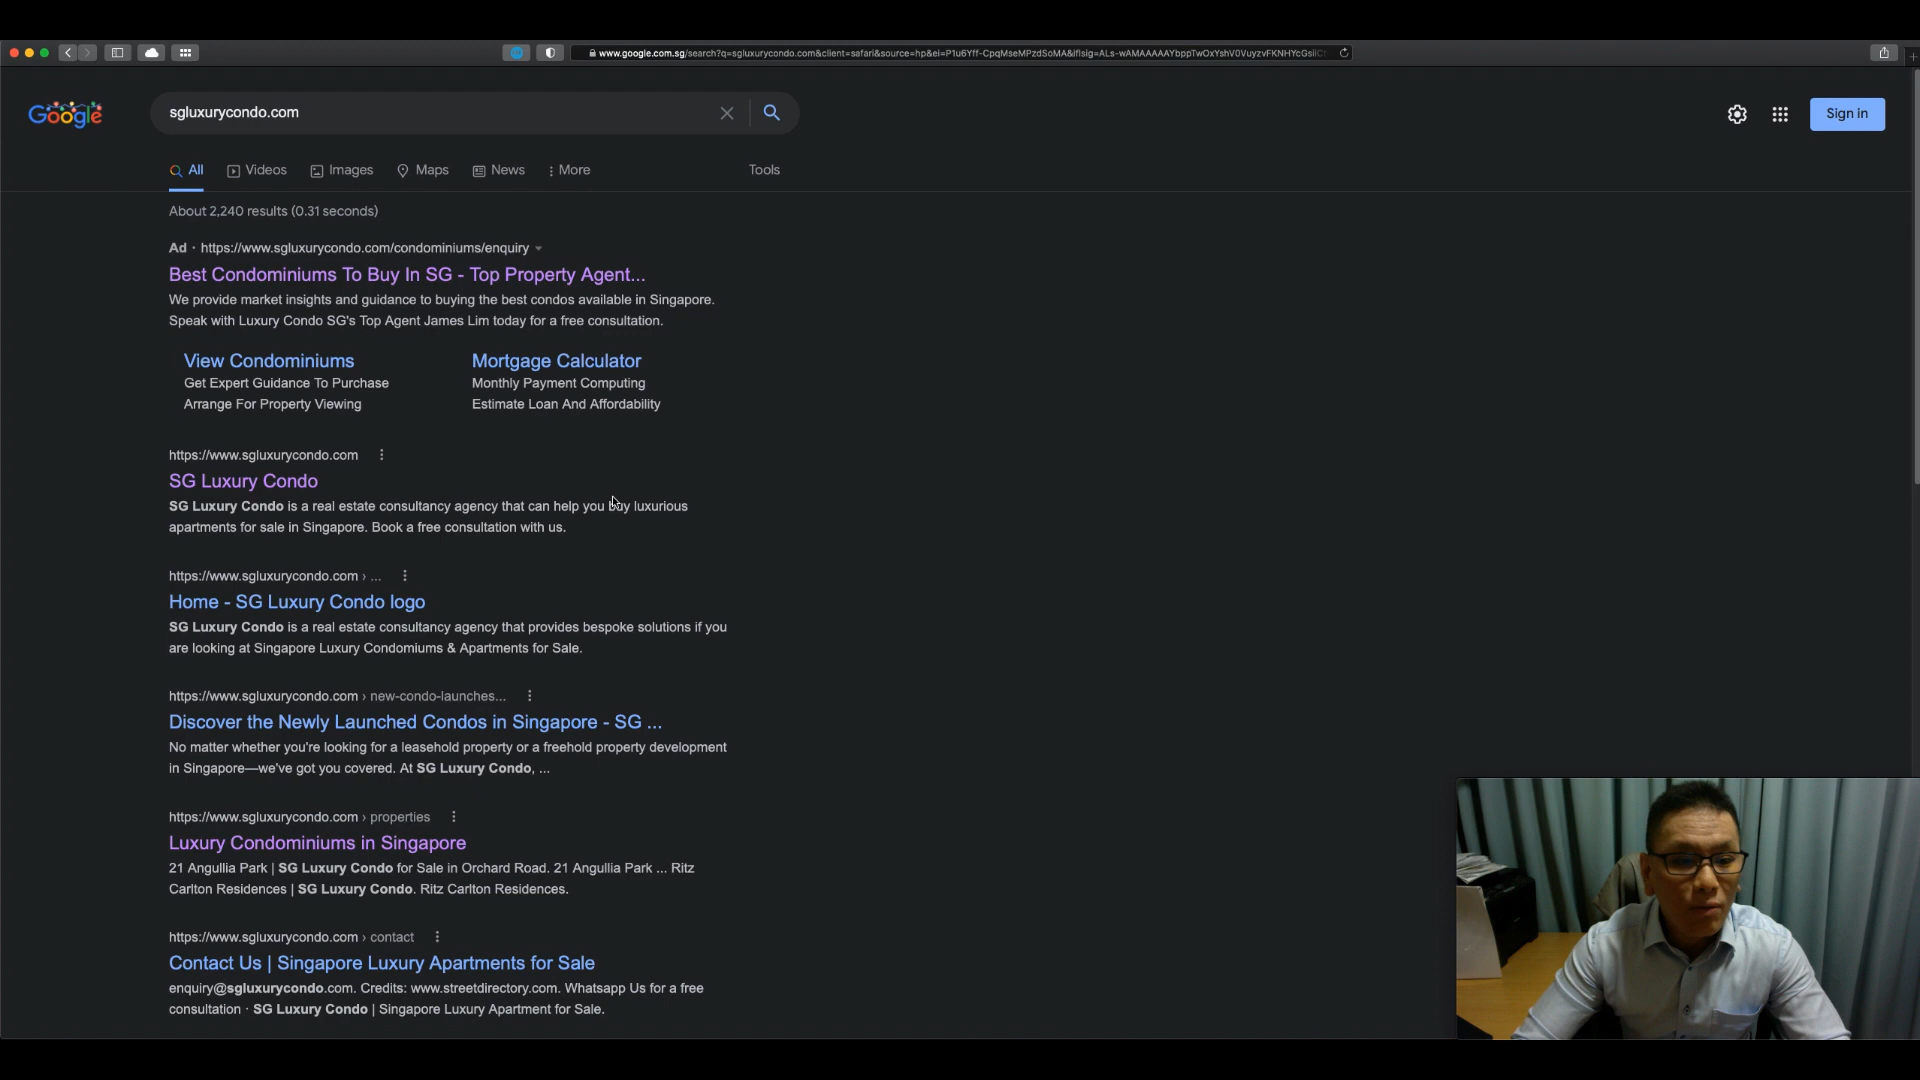 www.google.com.sg/search?q=sgluxurycondo.com&client=safari&source=hp&ei=P1u6Yff-CpqMseMPzdSoMA&iflsig=
Google
sgluxurycondo.com
Sign in
All Videos Images Maps News More Tools
About 2,240 results (0.31 seconds)
Ad · https://www.sgluxurycondo.com/condominiums/enquiry
Best Condominiums To Buy In SG - Top Property Agent...
We provide market insights and guidance to buying the best condos available in Singapore.
Speak with Luxury Condo SG's Top Agent James Lim today for a free consultation.
View Condominiums Mortgage Calculator
Get Expert Guidance To Purchase Monthly Payment Computing
Arrange For Property Viewing Estimate Loan And Affordability
https://www.sgluxurycondo.com
SG Luxury Condo
SG Luxury Condo is a real estate consultancy agency that can help you buy luxurious
apartments for sale in Singapore. Book a free consultation with us.
https://www.sgluxurycondo.com › ...
Home - SG Luxury Condo logo
SG Luxury Condo is a real estate consultancy agency that provides bespoke solutions if you
are looking at Singapore Luxury Condomiums & Apartments for Sale.
https://www.sgluxurycondo.com › new-condo-launches...
Discover the Newly Launched Condos in Singapore - SG ...
No matter whether you're looking for a leasehold property or a freehold property development
in Singapore—we've got you covered. At SG Luxury Condo, ...
https://www.sgluxurycondo.com › properties
Luxury Condominiums in Singapore
21 Angullia Park | SG Luxury Condo for Sale in Orchard Road. 21 Angullia Park ... Ritz
Carlton Residences | SG Luxury Condo. Ritz Carlton Residences.
https://www.sgluxurycondo.com › contact
Contact Us | Singapore Luxury Apartments for Sale
enquiry@sgluxurycondo.com. Credits: www.streetdirectory.com. Whatsapp Us for a free
consultation · SG Luxury Condo | Singapore Luxury Apartment for Sale.